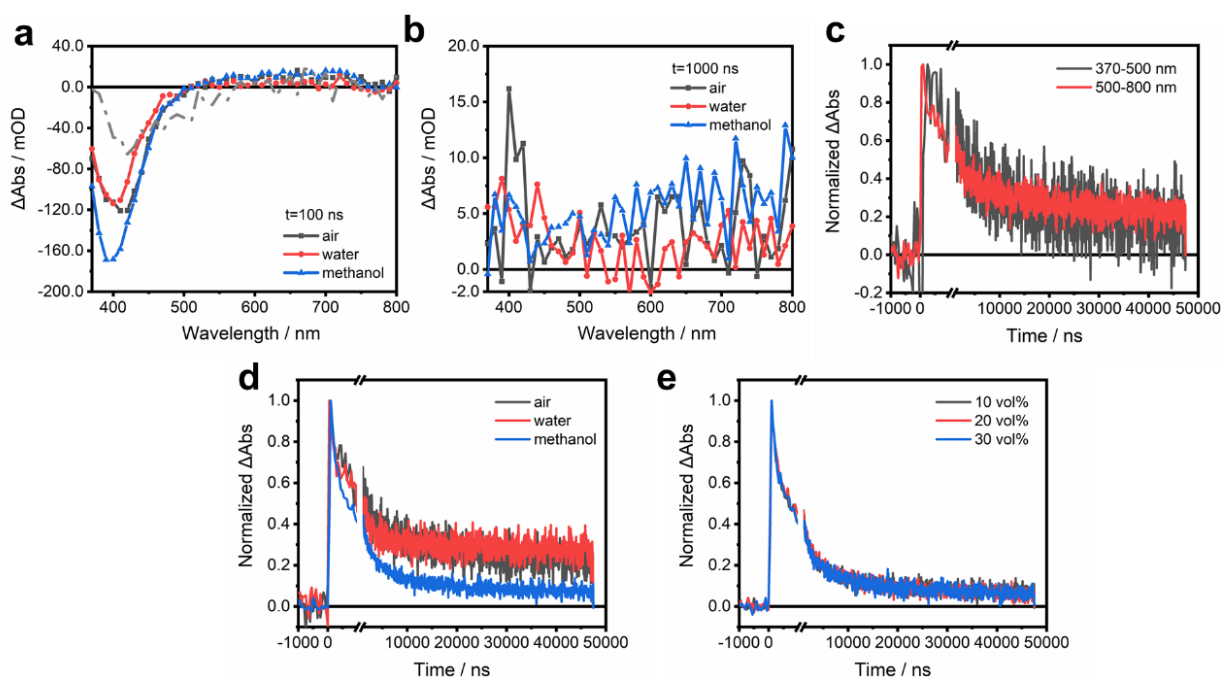 a
40.0
0.0
-40.0
-80.0
-120.0
-160.0
-200.0
ΔAbs / mOD
t=100 ns
air
water
methanol
400 500 600 700 800
Wavelength / nm
b
20.0
15.0
10.0
5.0
0.0
-2.0
ΔAbs / mOD
t=1000 ns
air
water
methanol
400 500 600 700 800
Wavelength / nm
c
1.0
0.8
0.6
0.4
0.2
0.0
-0.2
Normalized ΔAbs
370-500 nm
500-800 nm
-1000 0 10000 20000 30000 40000 50000
Time / ns
d
1.0
0.8
0.6
0.4
0.2
0.0
Normalized ΔAbs
air
water
methanol
-1000 0 10000 20000 30000 40000 50000
Time / ns
e
1.0
0.8
0.6
0.4
0.2
0.0
Normalized ΔAbs
10 vol%
20 vol%
30 vol%
-1000 0 10000 20000 30000 40000 50000
Time / ns